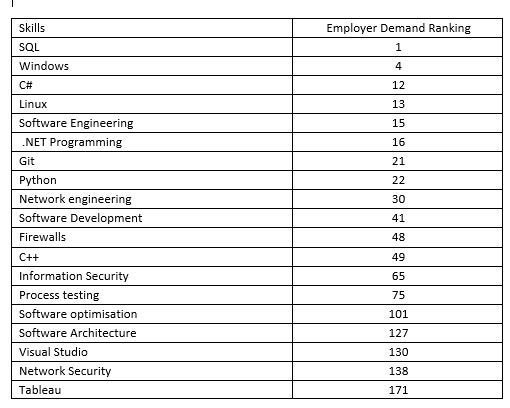 Skills Employer Demand Ranking
SQL 1
Windows 4
C# 12
Linux 13
Software Engineering 15
.NET Programming 16
Git 21
Python 22
Network engineering 30
Software Development 41
Firewalls 48
C++ 49
Information Security 65
Process testing 75
Software optimisation 101
Software Architecture 127
Visual Studio 130
Network Security 138
Tableau 171